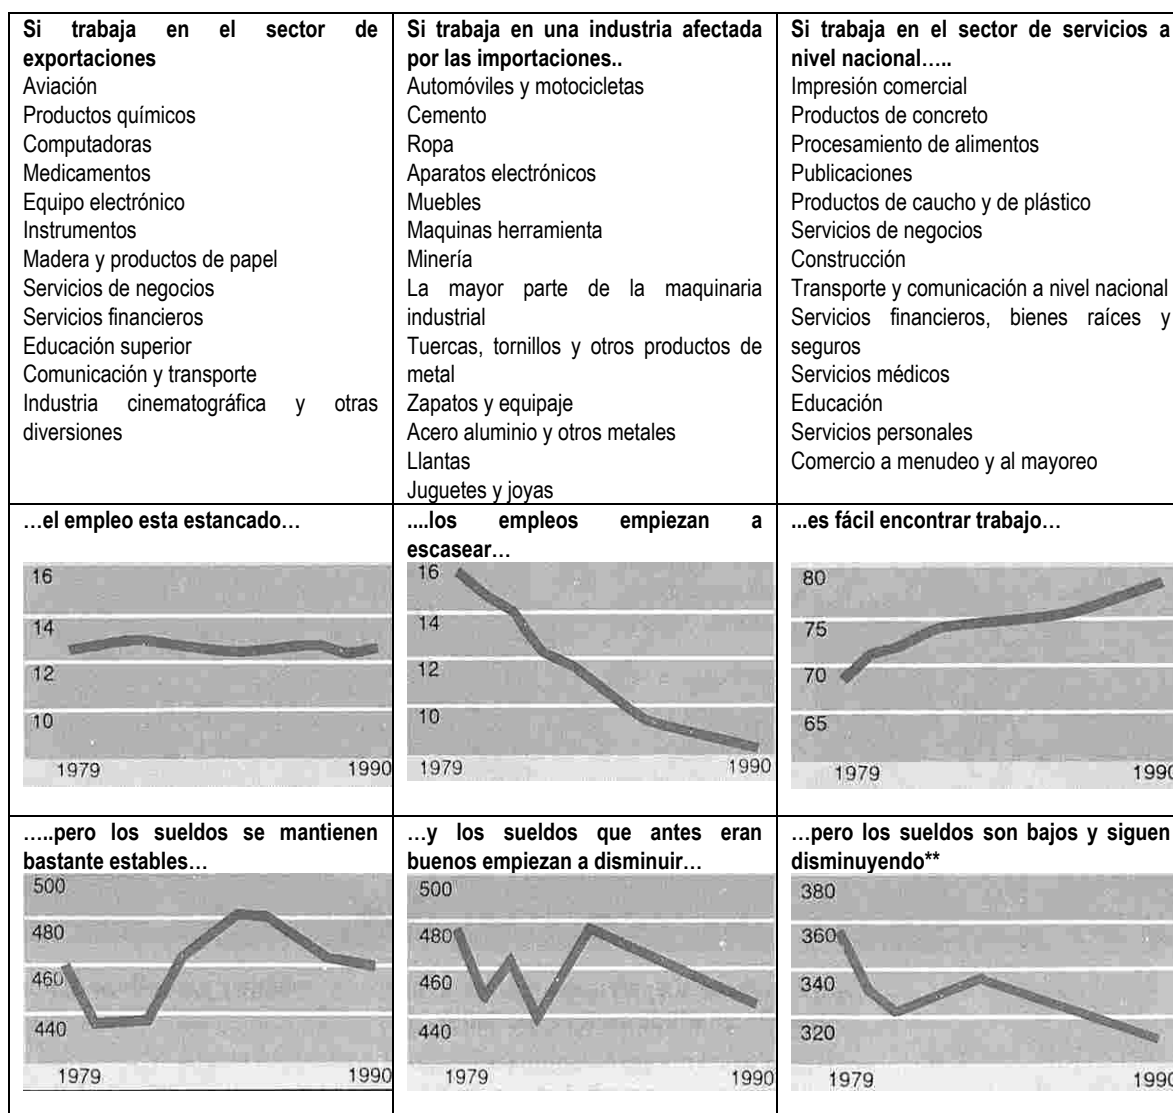 Si trabaja en el sector de
exportaciones
Aviación
Productos químicos
Computadoras
Medicamentos
Equipo electrónico
Instrumentos
Madera y productos de papel
Servicios de negocios
Servicios financieros
Educación superior
Comunicación y transporte
Industria cinematográfica y otras
diversiones
Si trabaja en una industria afectada
por las importaciones..
Automóviles y motocicletas
Cemento
Ropa
Aparatos electrónicos
Muebles
Maquinas herramienta
Minería
La mayor parte de la maquinaria
industrial
Tuercas, tornillos y otros productos de
metal
Zapatos y equipaje
Acero aluminio y otros metales
Llantas
Juguetes y joyas
Si trabaja en el sector de servicios a
nivel nacional…..
Impresión comercial
Productos de concreto
Procesamiento de alimentos
Publicaciones
Productos de caucho y de plástico
Servicios de negocios
Construcción
Transporte y comunicación a nivel nacional
Servicios financieros, bienes raíces y
seguros
Servicios médicos
Educación
Servicios personales
Comercio a menudeo y al mayoreo
…el empleo esta estancado…
16
14
12
10
1979 1990
....los empleos empiezan a
escasear…
16
14
12
10
1979 1990
...es fácil encontrar trabajo…
80
75
70
65
1979 1990
…..pero los sueldos se mantienen
bastante estables…
500
480
460
440
1979 1990
…y los sueldos que antes eran
buenos empiezan a disminuir…
500
480
460
440
1979 1990
…pero los sueldos son bajos y siguen
disminuyendo**
380
360
340
320
1979 1990